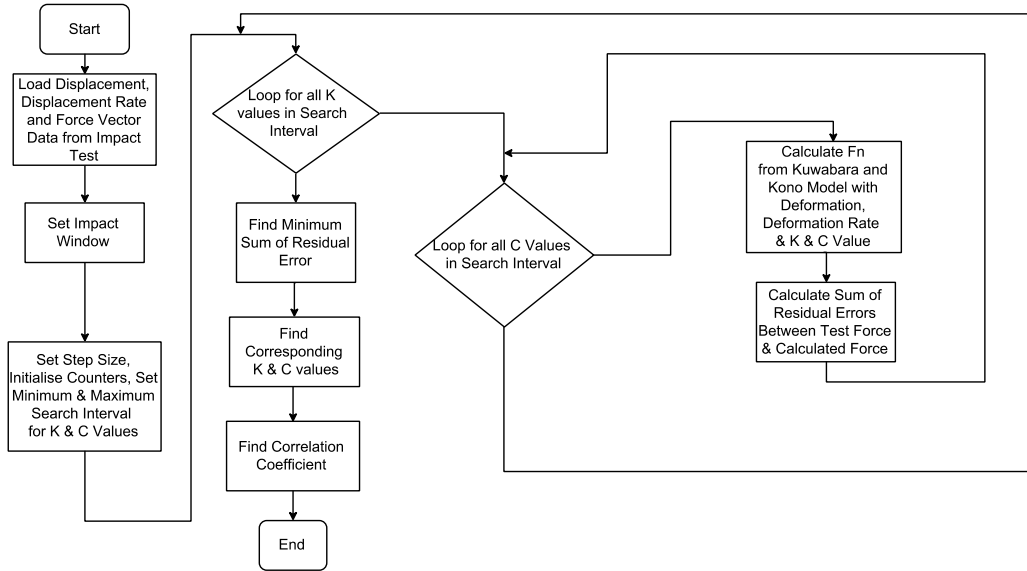 Start
Load Displacement,
Displacement Rate
and Force Vector
Data from Impact
Test
Set Impact
Window
Set Step Size,
Initialise Counters, Set
Minimum & Maximum
Search Interval
for K & C Values
Loop for all K
values in Search
Interval
Find Minimum
Sum of Residual
Error
Find
Corresponding
K & C values
Find Correlation
Coefficient
End
Loop for all C Values
in Search Interval
Calculate Fn
from Kuwabara and
Kono Model with
Deformation,
Deformation Rate
& K & C Value
Calculate Sum of
Residual Errors
Between Test Force
& Calculated Force